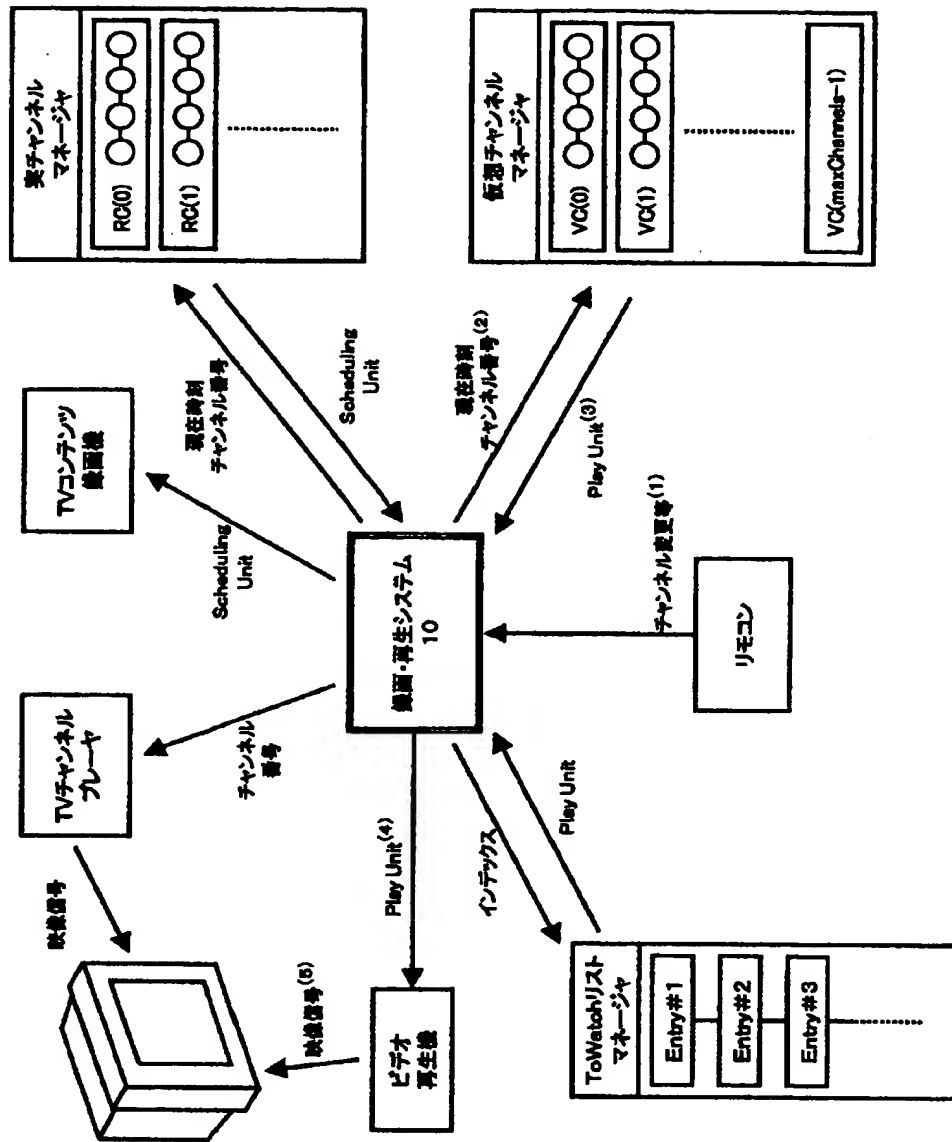 実チャンネル
マネージャ
RC(0)
RC(1)
仮想チャンネル
マネージャ
VC(0)
VC(1)
VC(maxChannels-1)
現在時刻
チャンネル番号
Scheduling
Unit
現在時刻
チャンネル番号(2)
Play Unit(3)
TVコンテンツ
録画機
Scheduling
Unit
録画・再生システム
10
チャンネル変更等(1)
リモコン
TVチャンネル
プレーヤ
チャンネル
番号
Play Unit(4)
インデックス
Play Unit
映像信号
映像信号(5)
ビデオ
再生機
ToWatchリスト
マネージャ
Entry#1
Entry#2
Entry#3